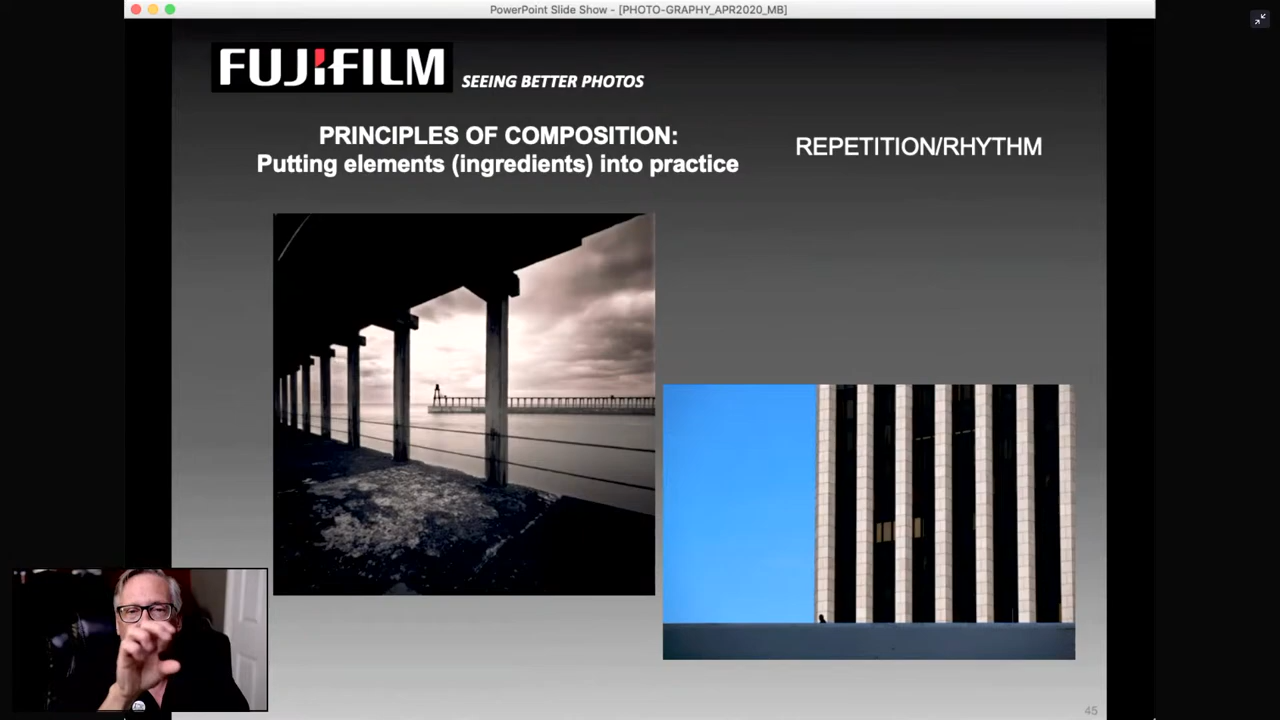 PowerPoint Slide Show - [PHOTO-GRAPHY_APR2020_MB]
FUJIFILM SEEING BETTER PHOTOS
PRINCIPLES OF COMPOSITION:
Putting elements (ingredients) into practice
REPETITION/RHYTHM
45